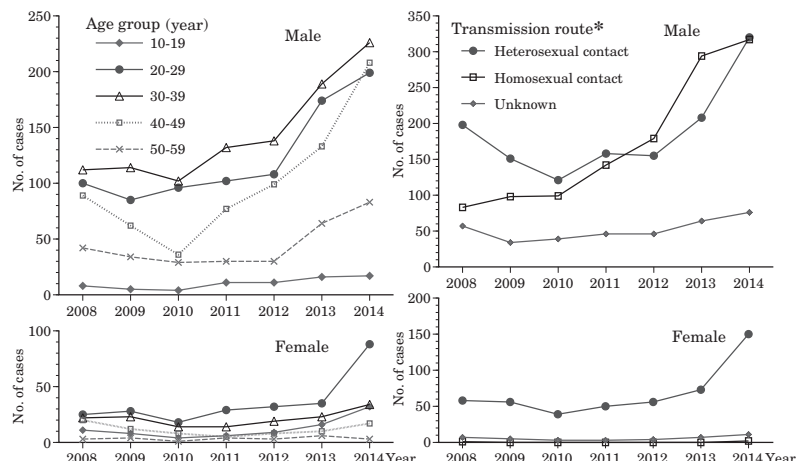 Age group (year)
10-19
20-29
30-39
40-49
50-59
Male
No. of cases
250
200
150
100
50
0
2008 2009 2010 2011 2012 2013 2014
Transmission route*
Heterosexual contact
Homosexual contact
Unknown
Male
No. of cases
350
300
250
200
150
100
50
0
2008 2009 2010 2011 2012 2013 2014
Female
No. of cases
100
50
0
2008 2009 2010 2011 2012 2013 2014 Year
Female
No. of cases
200
150
100
50
0
2008 2009 2010 2011 2012 2013 2014 Year